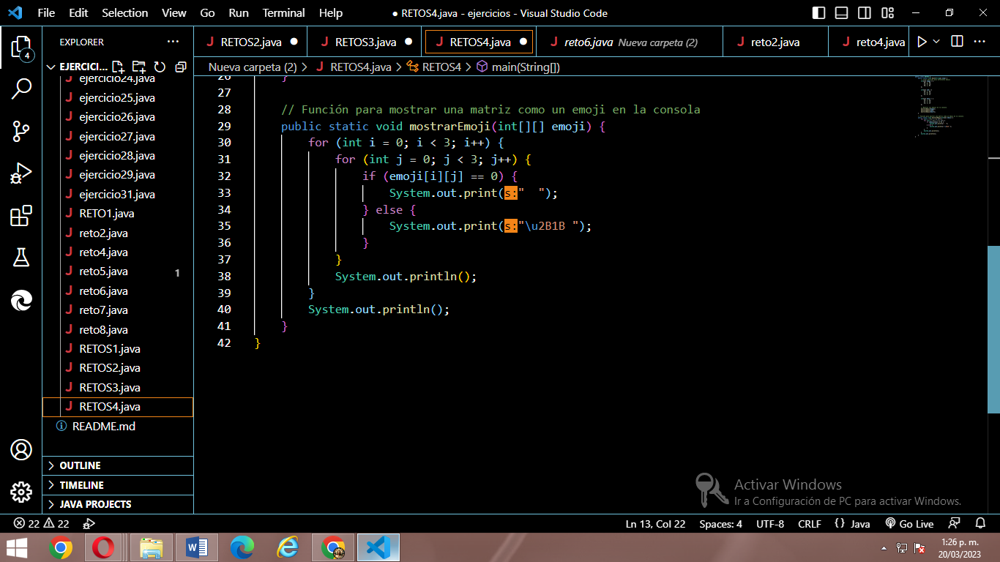 File Edit Selection View Go Run Terminal Help
● RETOS4.java - ejercicios - Visual Studio Code
EXPLORER ···
RETOS2.java ●
RETOS3.java ●
RETOS4.java ●
reto6.java Nueva carpeta (2)
reto2.java
reto4.java
4
EJERCICI...
Nueva carpeta (2) > RETOS4.java > RETOS4 > main(String[])
ejercicio24.java
ejercicio25.java
ejercicio26.java
ejercicio27.java
ejercicio28.java
ejercicio29.java
ejercicio31.java
RETO1.java
reto2.java
reto4.java
reto5.java 1
reto6.java
reto7.java
reto8.java
RETOS1.java
RETOS2.java
RETOS3.java
RETOS4.java
README.md
OUTLINE
TIMELINE
JAVA PROJECTS
26 }
27
28 // Función para mostrar una matriz como un emoji en la consola
29 public static void mostrarEmoji(int[][] emoji) {
30 for (int i = 0; i < 3; i++) {
31 for (int j = 0; j < 3; j++) {
32 if (emoji[i][j] == 0) {
33 System.out.print(s:"  ");
34 } else {
35 System.out.print(s:"\u2B1B ");
36 }
37 }
38 System.out.println();
39 }
40 System.out.println();
41 }
42 }
Activar Windows
Ir a Configuración de PC para activar Windows.
22 22
Ln 13, Col 22 Spaces: 4 UTF-8 CRLF {} Java Go Live
1:26 p. m.
20/03/2023